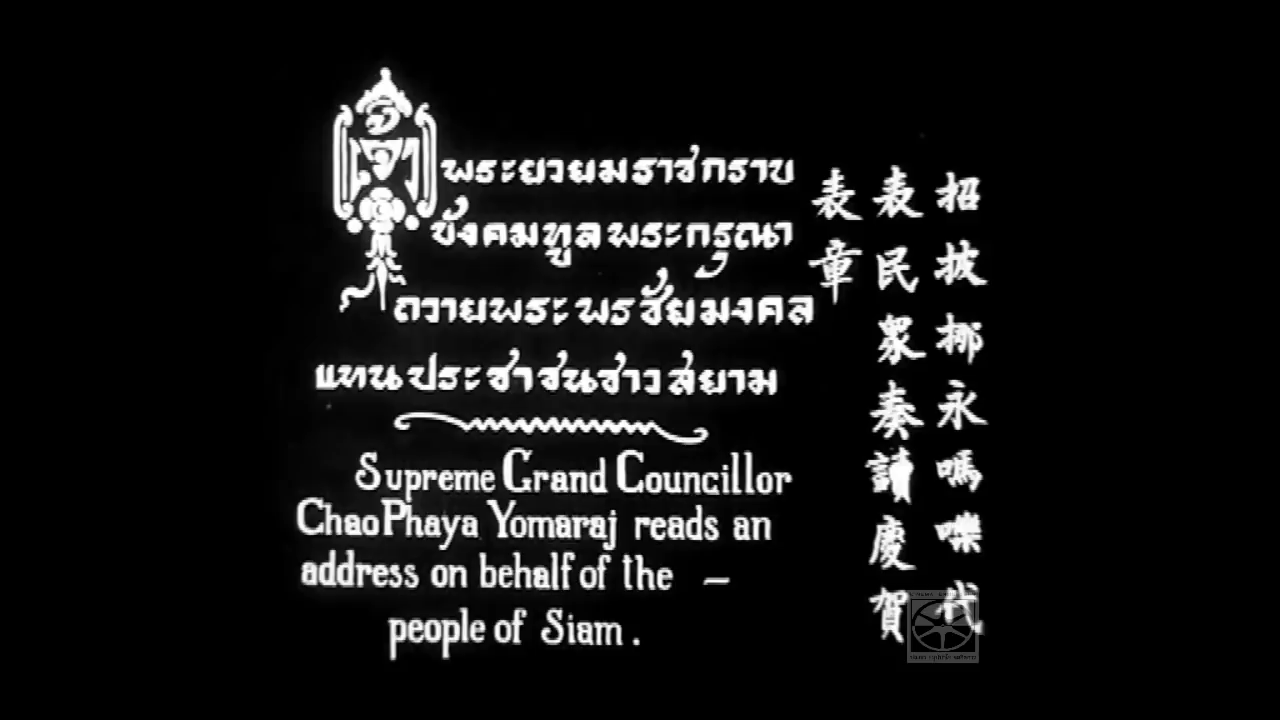 เจ้าพระยายมราชกราบ
บังคมทูลพระกรุณา
ถวายพระพรชัยมงคล
แทนประชาชนชาวสยาม
Supreme Grand Councillor
ChaoPhaya Yomaraj reads an
address on behalf of the –
people of Siam.
招披挪永嗎嘩代
表民眾奏讀慶賀
表章